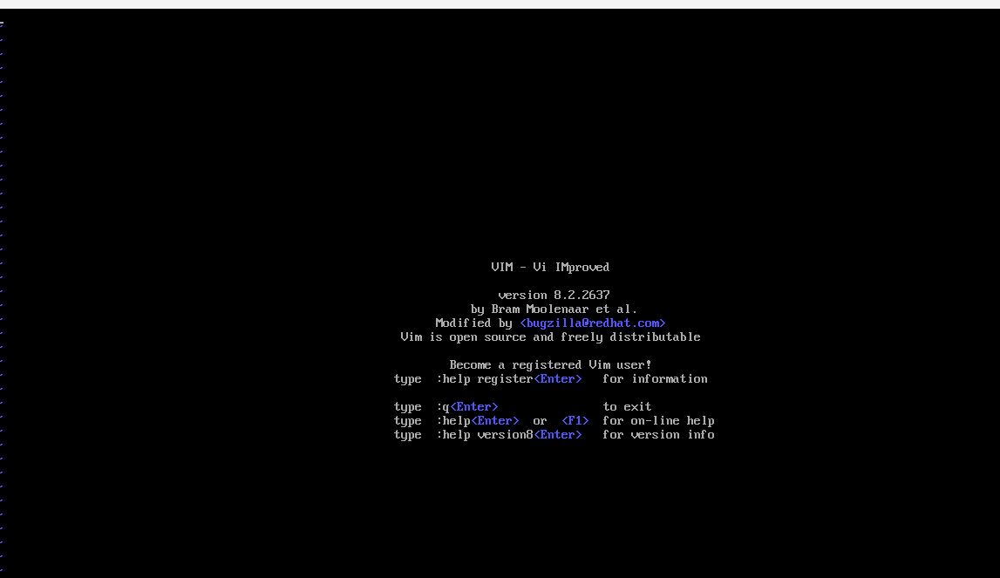 VIM - Vi IMproved
version 8.2.2637
by Bram Moolenaar et al.
Modified by <bugzilla@redhat.com>
Vim is open source and freely distributable
Become a registered Vim user!
type  :help register<Enter>   for information
type  :q<Enter>               to exit
type  :help<Enter>  or  <F1>  for on-line help
type  :help version8<Enter>   for version info